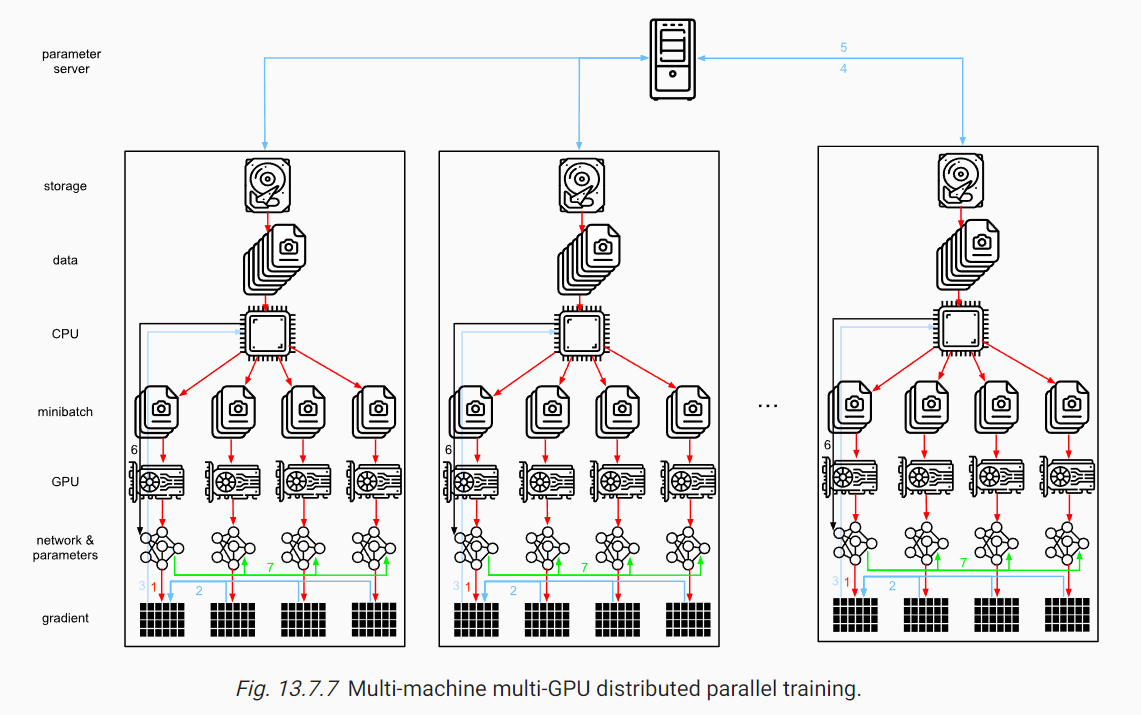 parameter
server
5
4
storage
data
CPU
minibatch
...
6
6
6
GPU
network &
parameters
7
7
7
3
1
2
3
1
2
3
1
2
gradient
Fig. 13.7.7 Multi-machine multi-GPU distributed parallel training.